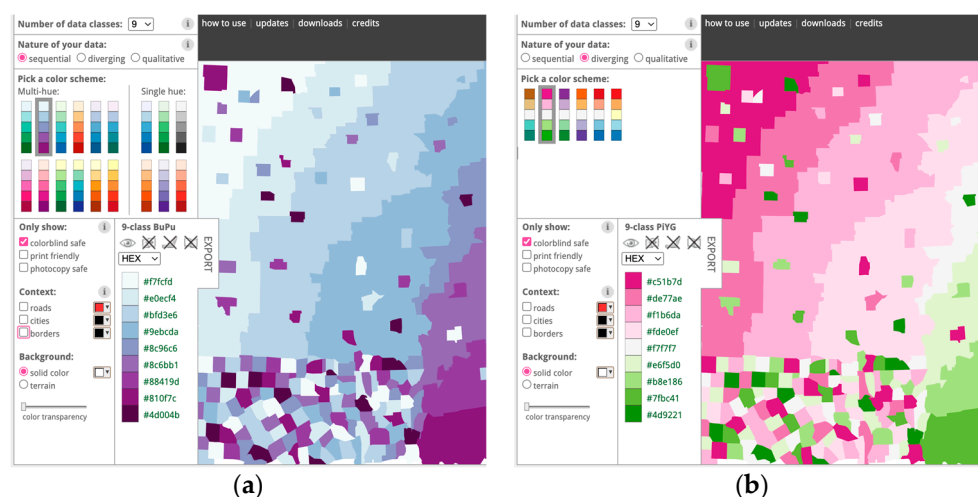 Number of data classes: 9 i
how to use | updates | downloads | credits
Nature of your data: i
sequential diverging qualitative
Pick a color scheme:
Multi-hue: Single hue:
Only show: i
colorblind safe
print friendly
photocopy safe
Context: i
roads
cities
borders
Background:
solid color
terrain
color transparency
9-class BuPu
HEX
EXPORT
#f7fcfd
#e0ecf4
#bfd3e6
#9ebcda
#8c96c6
#8c6bb1
#88419d
#810f7c
#4d004b
(a)
Number of data classes: 9 i
how to use | updates | downloads | credits
Nature of your data: i
sequential diverging qualitative
Pick a color scheme:
Only show: i
colorblind safe
print friendly
photocopy safe
Context: i
roads
cities
borders
Background:
solid color
terrain
color transparency
9-class PiYG
HEX
EXPORT
#c51b7d
#de77ae
#f1b6da
#fde0ef
#f7f7f7
#e6f5d0
#b8e186
#7fbc41
#4d9221
(b)